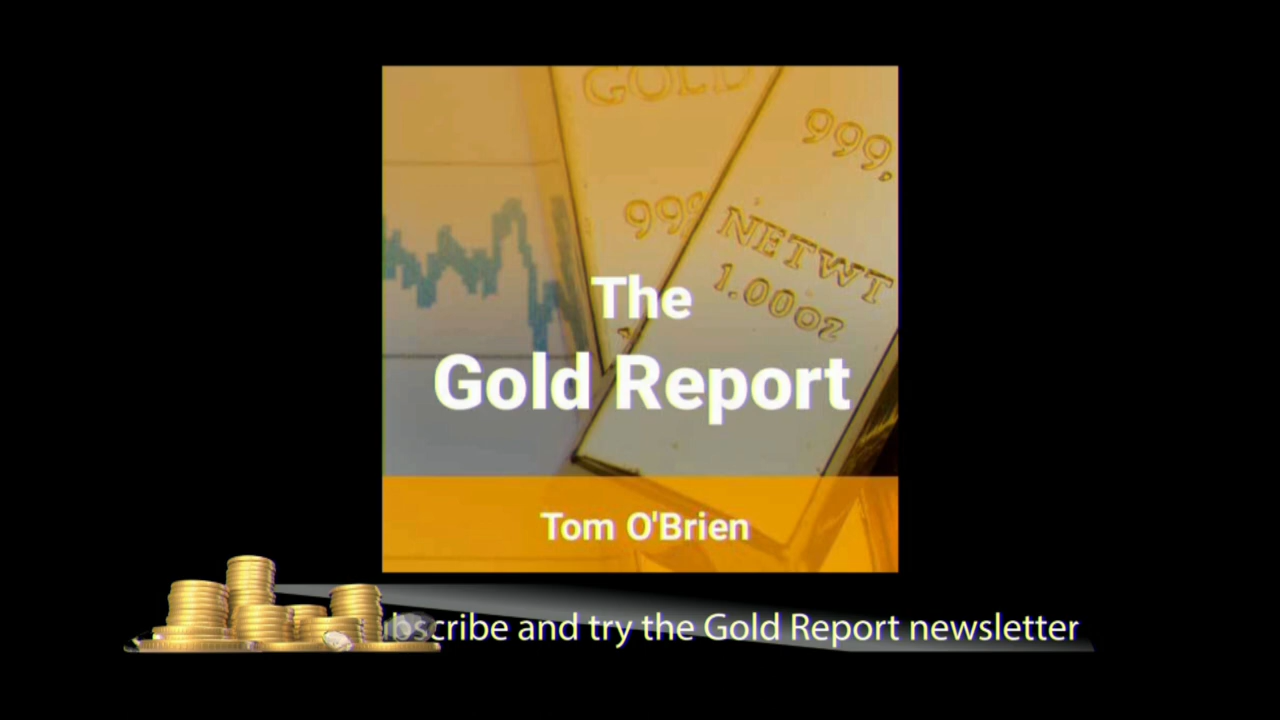 GOLD
999.
999
NETWT
1.00oz
The
Gold Report
Tom O'Brien
bscribe and try the Gold Report newsletter